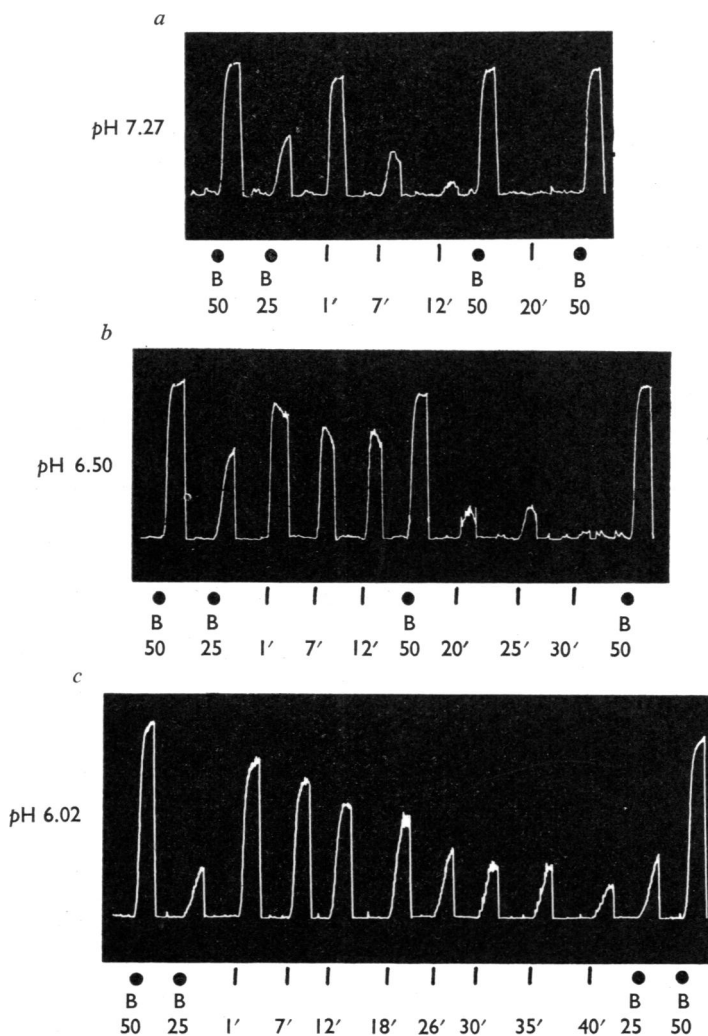 a
pH 7.27
B B B B
50 25 1′ 7′ 12′ 50 20′ 50
b
pH 6.50
B B B B
50 25 1′ 7′ 12′ 50 20′ 25′ 30′ 50
c
pH 6.02
B B B B
50 25 1′ 7′ 12′ 18′ 26′ 30′ 35′ 40′ 25 50